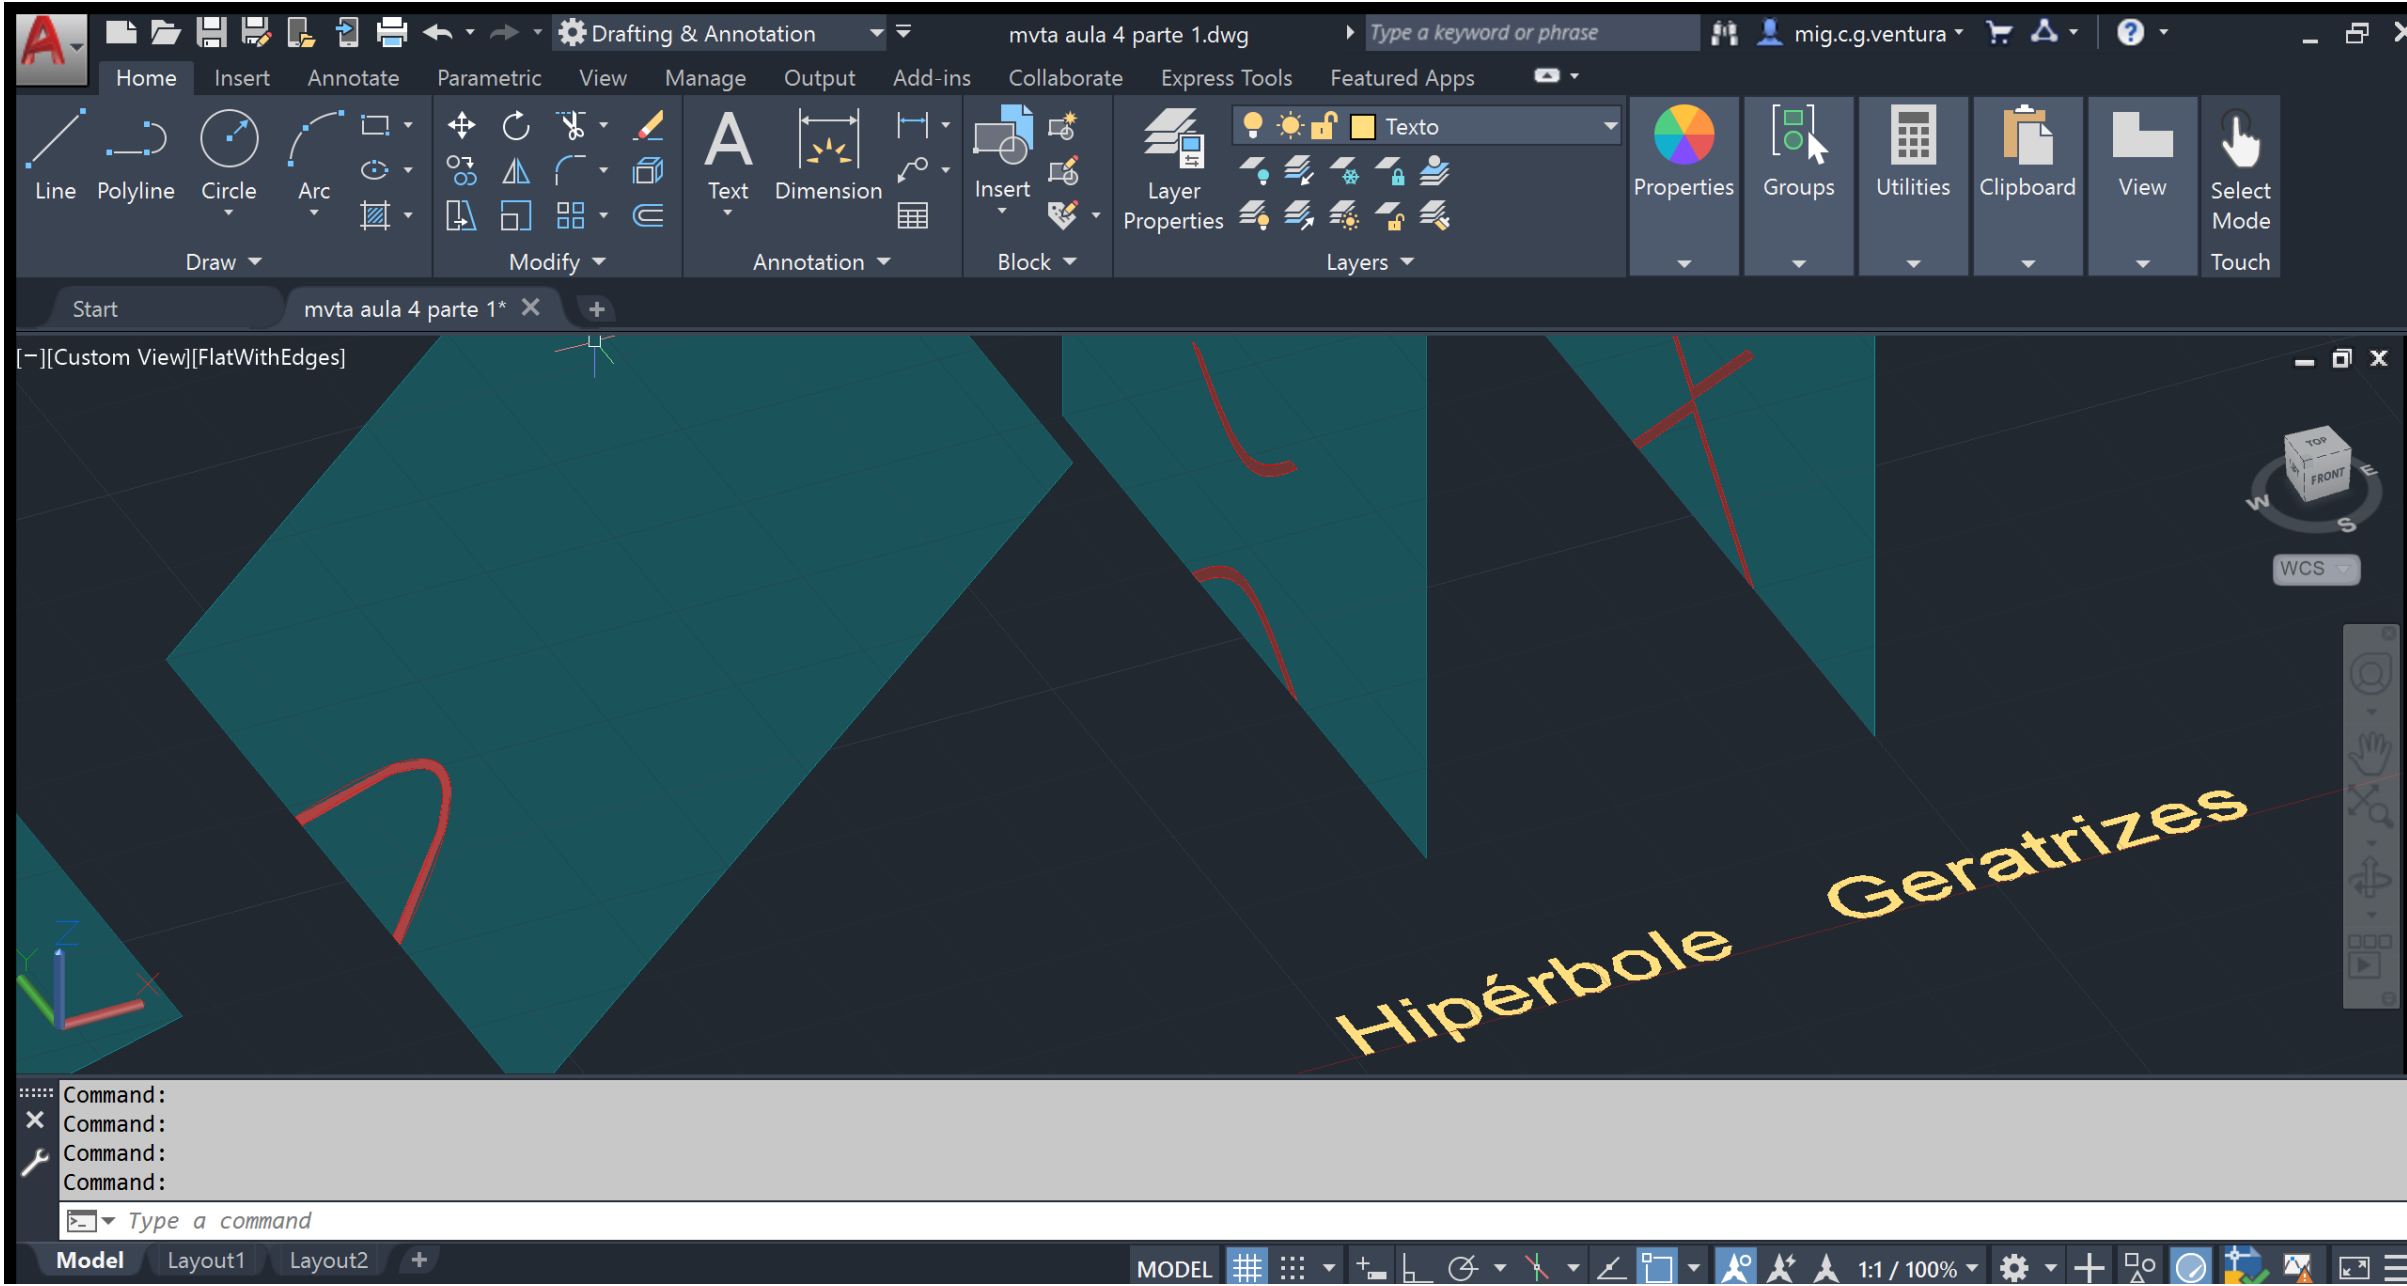 Drafting & Annotation
mvta aula 4 parte 1.dwg
Type a keyword or phrase
mig.c.g.ventura
Home Insert Annotate Parametric View Manage Output Add-ins Collaborate Express Tools Featured Apps
Texto
Line Polyline Circle Arc
Text Dimension
Insert
Layer Properties
Properties Groups Utilities Clipboard View
Select Mode
Draw Modify Annotation Block Layers Touch
Start mvta aula 4 parte 1*
[-][Custom View][FlatWithEdges]
TOP
FRONT
W
S
E
WCS
Z
Y
X
Geratrizes
Hipérbole
Command:
Command:
Command:
Command:
Type a command
Model Layout1 Layout2
MODEL
1:1 / 100%